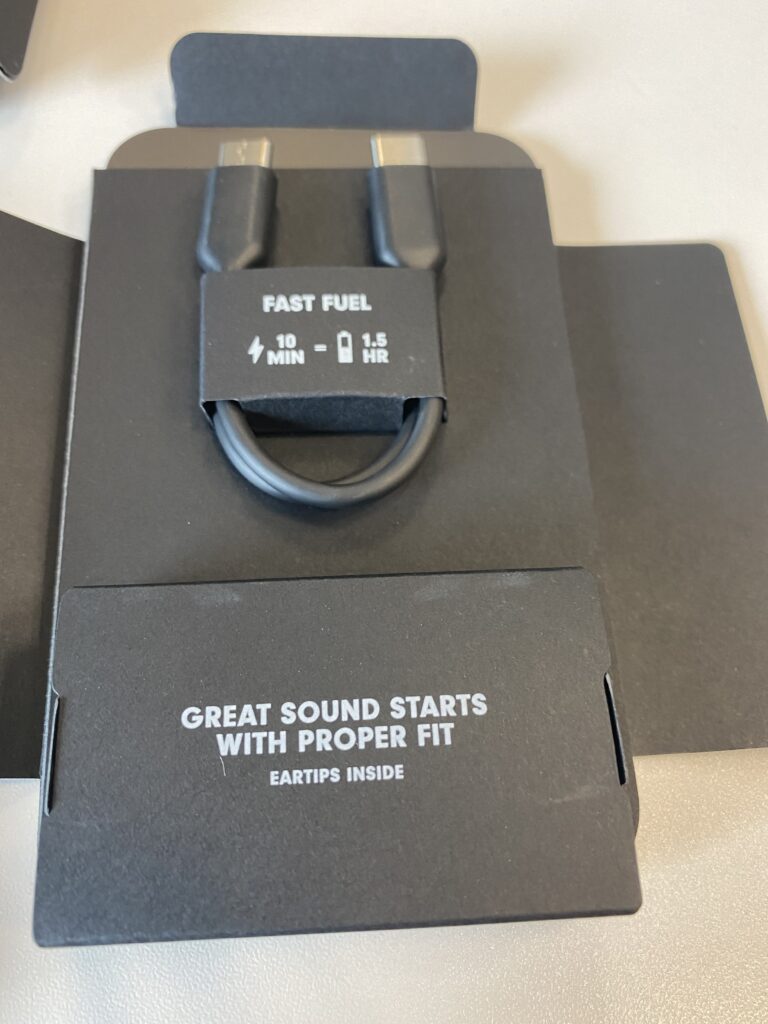 FAST FUEL
10 MIN = 1.5 HR
GREAT SOUND STARTS
WITH PROPER FIT
EARTIPS INSIDE